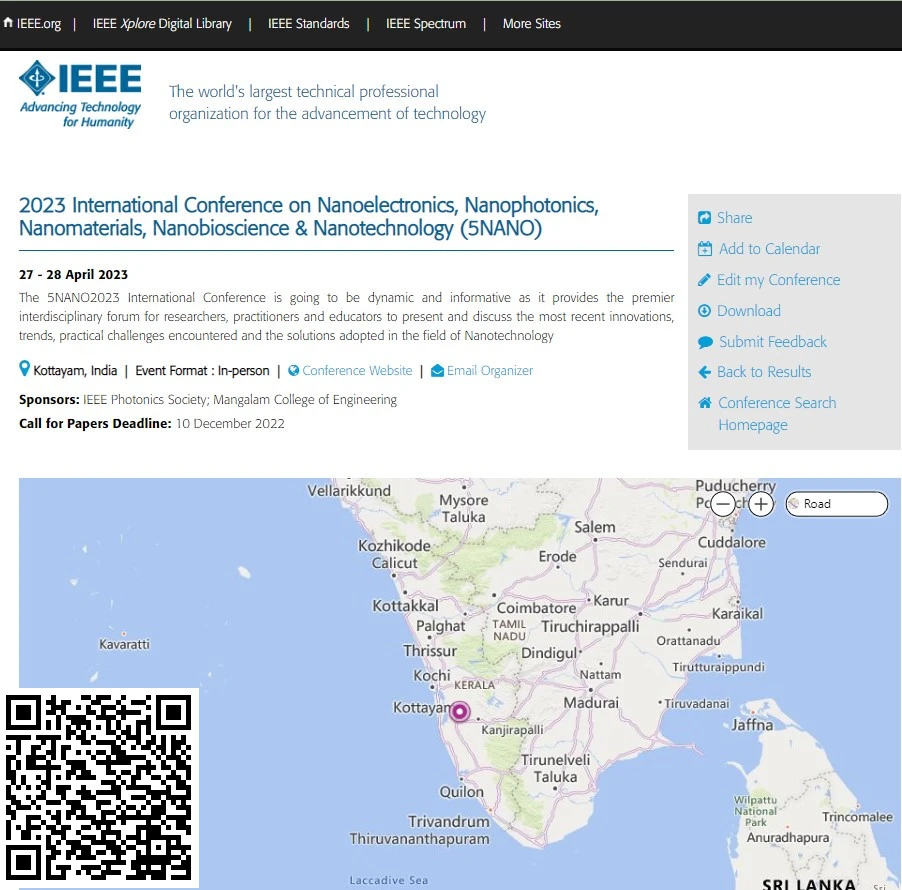 IEEE.org | IEEE Xplore Digital Library | IEEE Standards | IEEE Spectrum | More Sites
IEEE
Advancing Technology
for Humanity
The world's largest technical professional
organization for the advancement of technology
2023 International Conference on Nanoelectronics, Nanophotonics,
Nanomaterials, Nanobioscience & Nanotechnology (5NANO)
27 - 28 April 2023
The 5NANO2023 International Conference is going to be dynamic and informative as it provides the premier
interdisciplinary forum for researchers, practitioners and educators to present and discuss the most recent innovations,
trends, practical challenges encountered and the solutions adopted in the field of Nanotechnology
Kottayam, India | Event Format : In-person | Conference Website | Email Organizer
Sponsors: IEEE Photonics Society; Mangalam College of Engineering
Call for Papers Deadline: 10 December 2022
Share
Add to Calendar
Edit my Conference
Download
Submit Feedback
Back to Results
Conference Search
Homepage
Vellarikkund
Mysore
Taluka
Puducherry
Road
Salem
Cuddalore
Kozhikode
Calicut
Erode
Sendurai
Kottakkal
Coimbatore
Karur
Karaikal
Palghat
TAMIL
NADU
Tiruchirappalli
Orattanadu
Kavaratti
Thrissur
Dindigul
Tirutturaippundi
Kochi
KERALA
Nattam
Kottayam
Madurai
Tiruvadanai
Kanjirapalli
Jaffna
Tirunelveli
Taluka
Quilon
Wilpattu
National
Park
Trincomalee
Trivandrum
Thiruvananthapuram
Anuradhapura
Laccadive Sea
SRI LANKA
Sri